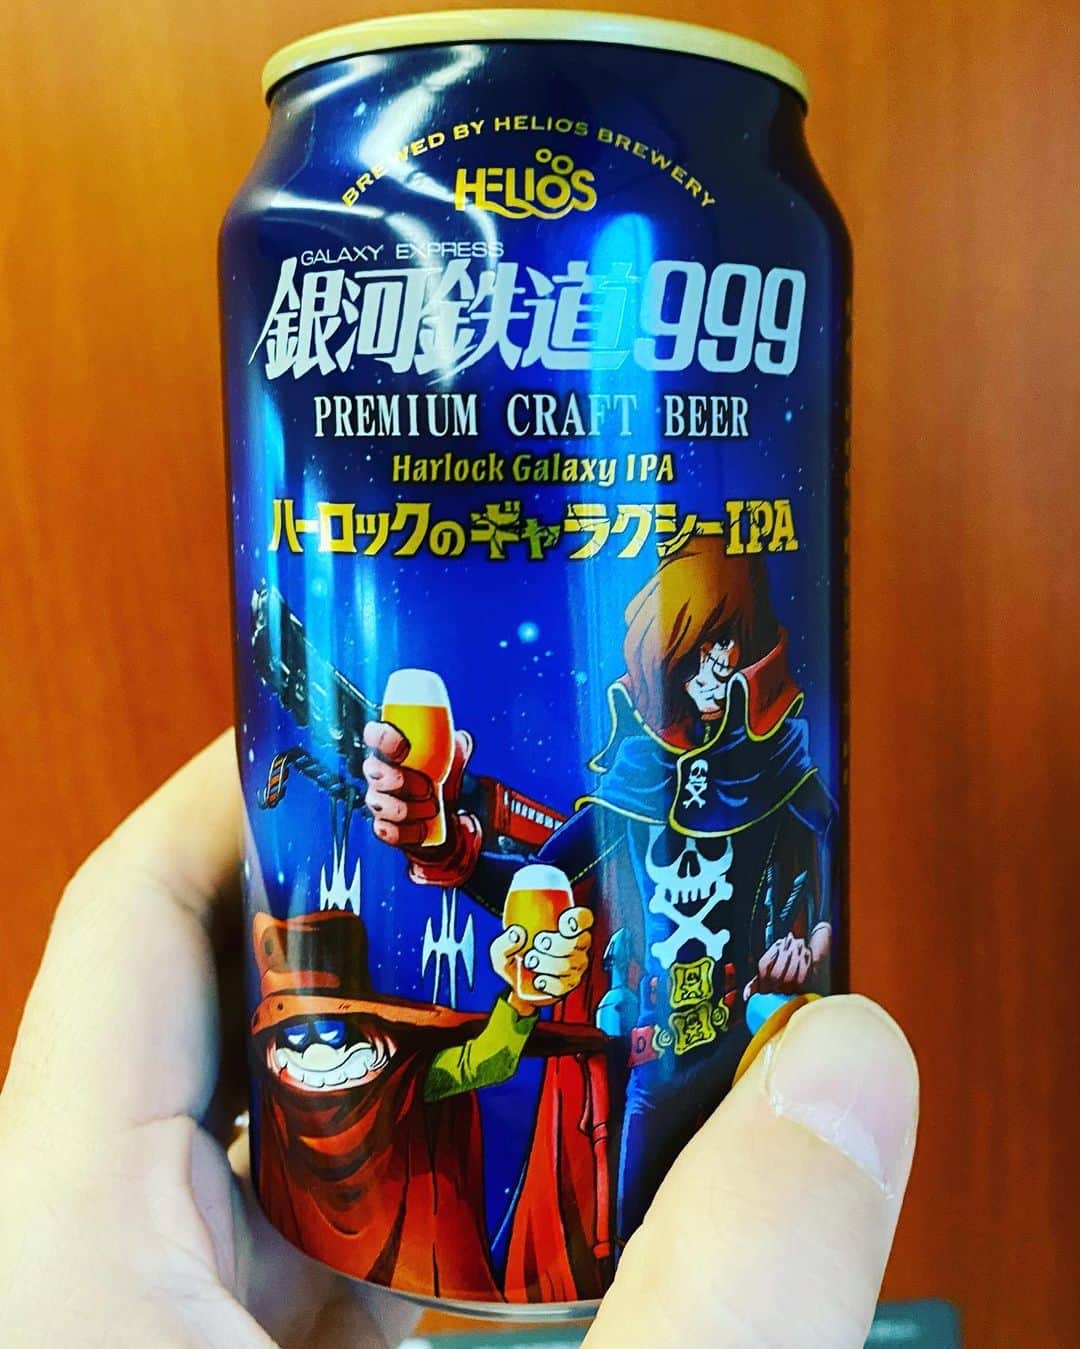 BREWED BY HELIOS BREWERY
HELIOS
GALAXY EXPRESS
銀河鉄道999
PREMIUM CRAFT BEER
Harlock Galaxy IPA
ハーロックのギャラクシーIPA